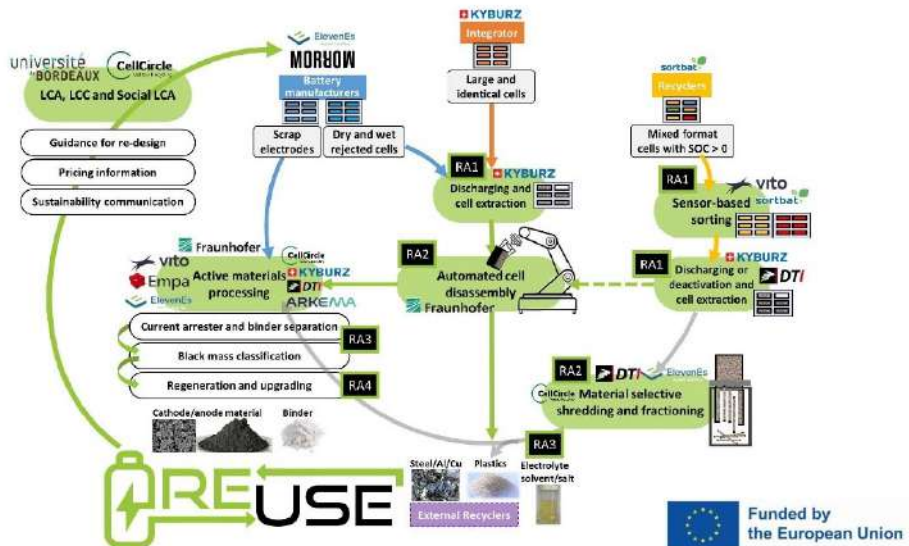 université
de BORDEAUX
CellCircle
LCA, LCC and Social LCA
Guidance for re-design
Pricing information
Sustainability communication
ElevenEs
MORROW
Battery
manufacturers
Scrap
electrodes
Dry and wet
rejected cells
KYBURZ
Integrator
Large and
identical cells
sortbat
Recyclers
Mixed format
cells with SOC > 0
RA1
KYBURZ
Discharging and
cell extraction
RA1
vito
sortbat
Sensor-based
sorting
Fraunhofer
vito
Empa
ElevenEs
Active materials
processing
CellCircle
KYBURZ
DTi
ARKEMA
RA2
Automated cell
disassembly
Fraunhofer
RA1
KYBURZ
DTi
Discharging or
deactivation and
cell extraction
Current arrester and binder separation
RA3
Black mass classification
Regeneration and upgrading
RA4
RA2
DTi
ElevenEs
CellCircle
Material selective
shredding and fractioning
Cathode/anode material
Binder
RA3
Steel/Al/Cu
Plastics
Electrolyte
solvent/salt
External Recyclers
REUSE
Funded by
the European Union